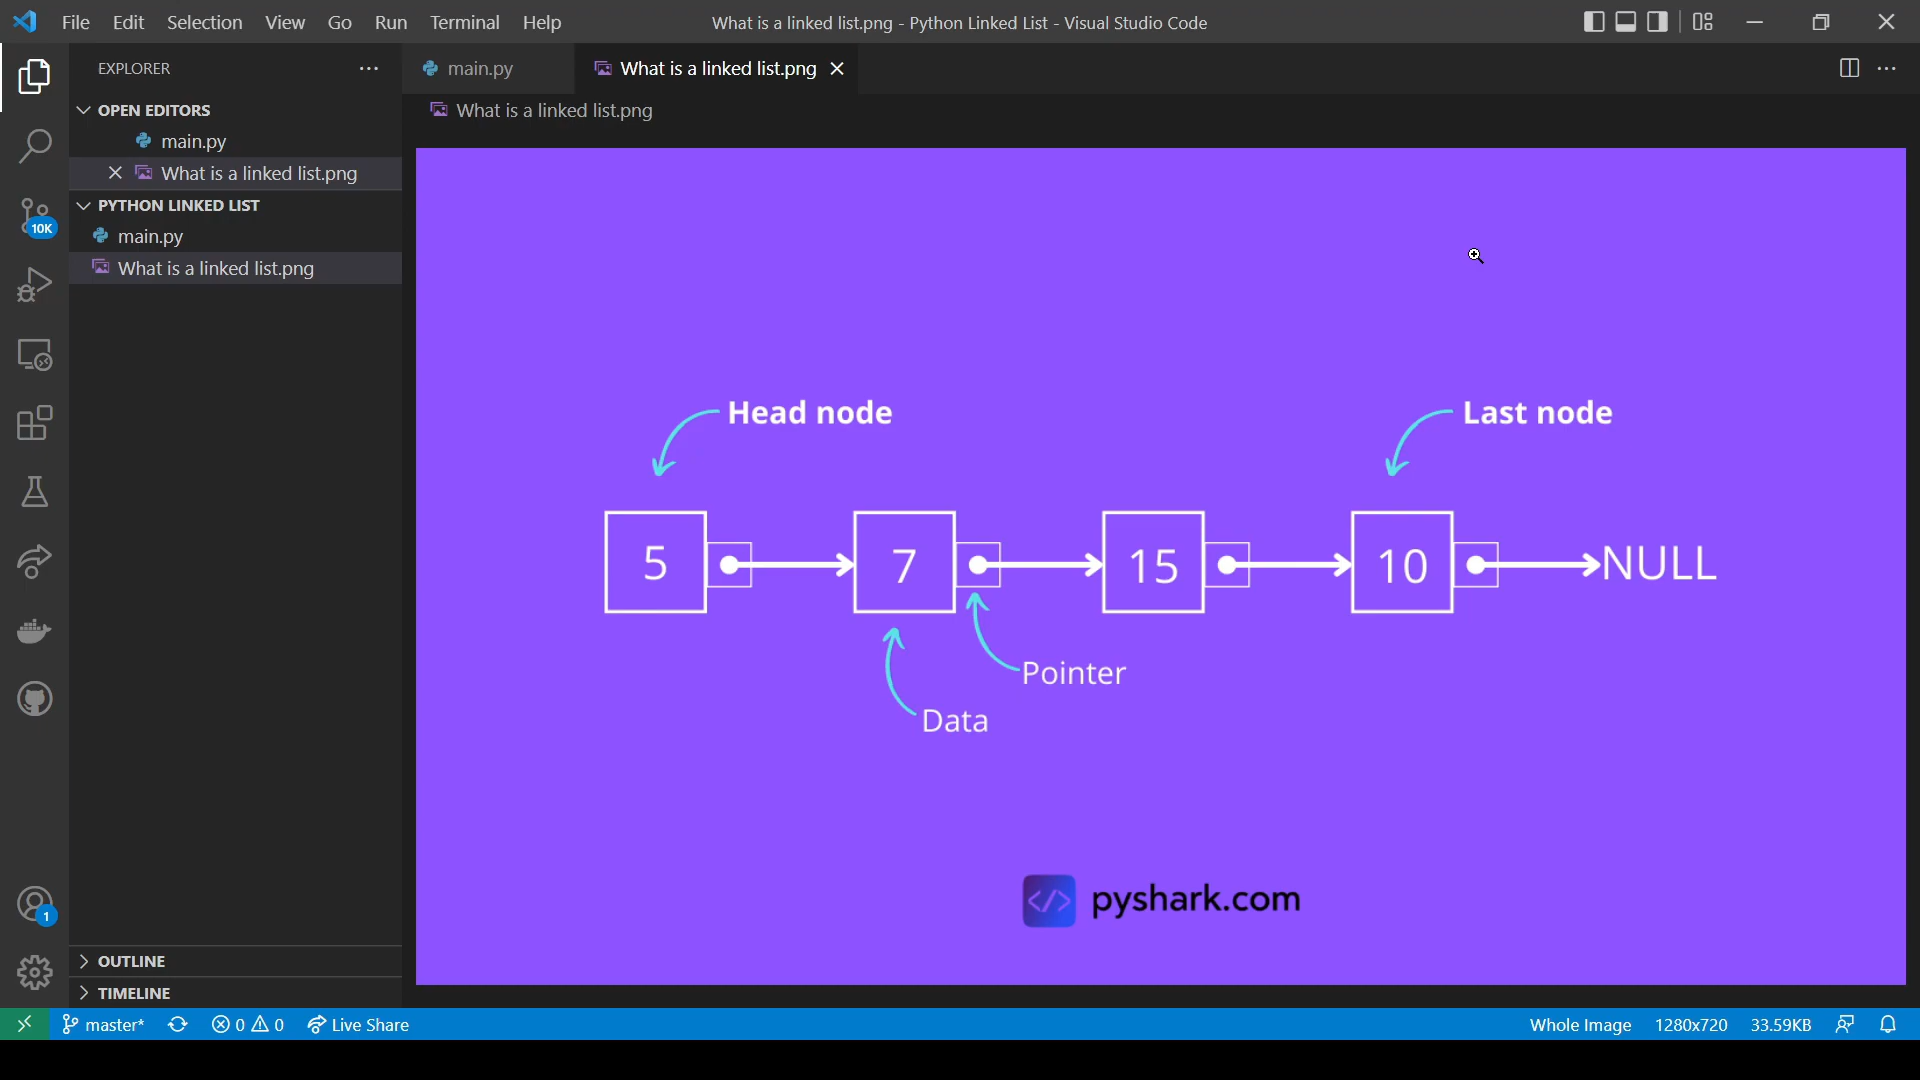 File Edit Selection View Go Run Terminal Help
What is a linked list.png - Python Linked List - Visual Studio Code
EXPLORER
OPEN EDITORS
main.py
What is a linked list.png
PYTHON LINKED LIST
main.py
What is a linked list.png
10K
1
OUTLINE
TIMELINE
main.py
What is a linked list.png
What is a linked list.png
Head node
Last node
5
7
15
10
NULL
Pointer
Data
</> pyshark.com
master* 0 0 Live Share
Whole Image 1280x720 33.59KB